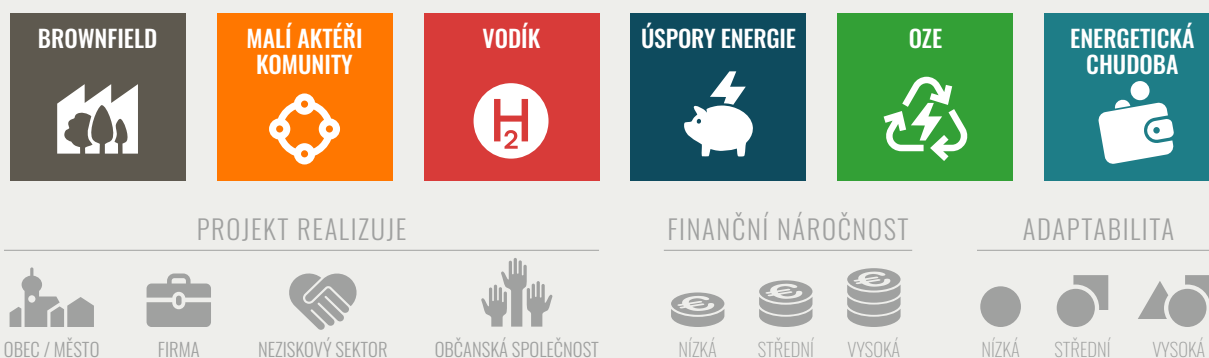 BROWNFIELD
MALÍ AKTÉŘI
KOMUNITY
VODÍK
H2
ÚSPORY ENERGIE
OZE
ENERGETICKÁ
CHUDOBA
PROJEKT REALIZUJE
FINANČNÍ NÁROČNOST
ADAPTABILITA
€ € €
OBEC / MĚSTO FIRMA NEZISKOVÝ SEKTOR OBČANSKÁ SPOLEČNOST NÍZKÁ STŘEDNÍ VYSOKÁ NÍZKÁ STŘEDNÍ VYSOKÁ